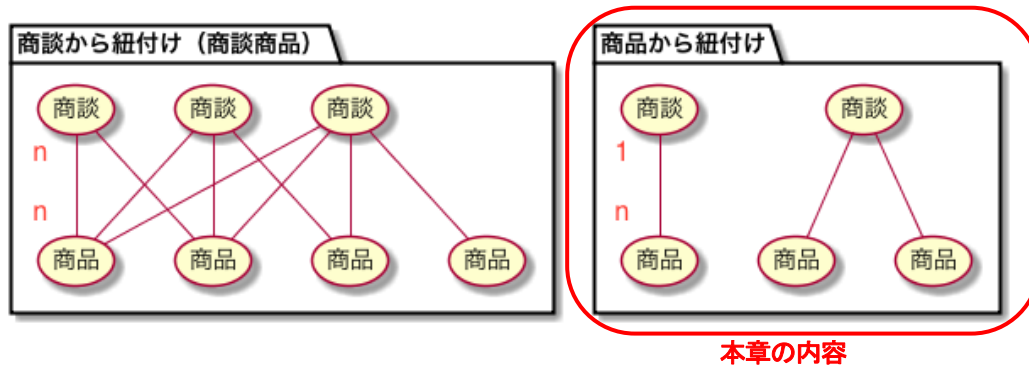 商談から紐付け（商談商品）
商談 商談 商談
n
n
商品 商品 商品 商品
商品から紐付け
商談 商談
1
n
商品 商品 商品
本章の内容